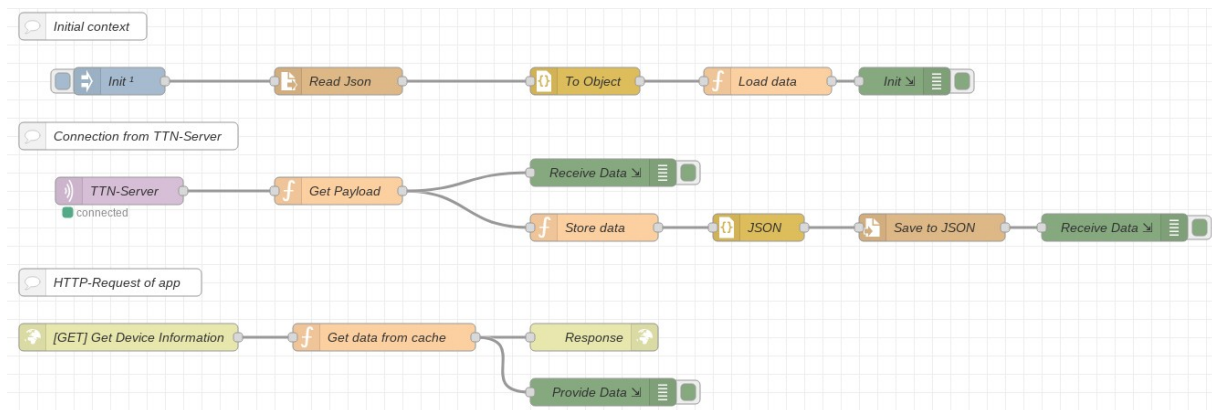 Initial context
Init ¹
Read Json
To Object
Load data
Init ⇲
Connection from TTN-Server
TTN-Server
connected
Get Payload
Receive Data ⇲
Store data
JSON
Save to JSON
Receive Data ⇲
HTTP-Request of app
[GET] Get Device Information
Get data from cache
Response
Provide Data ⇲